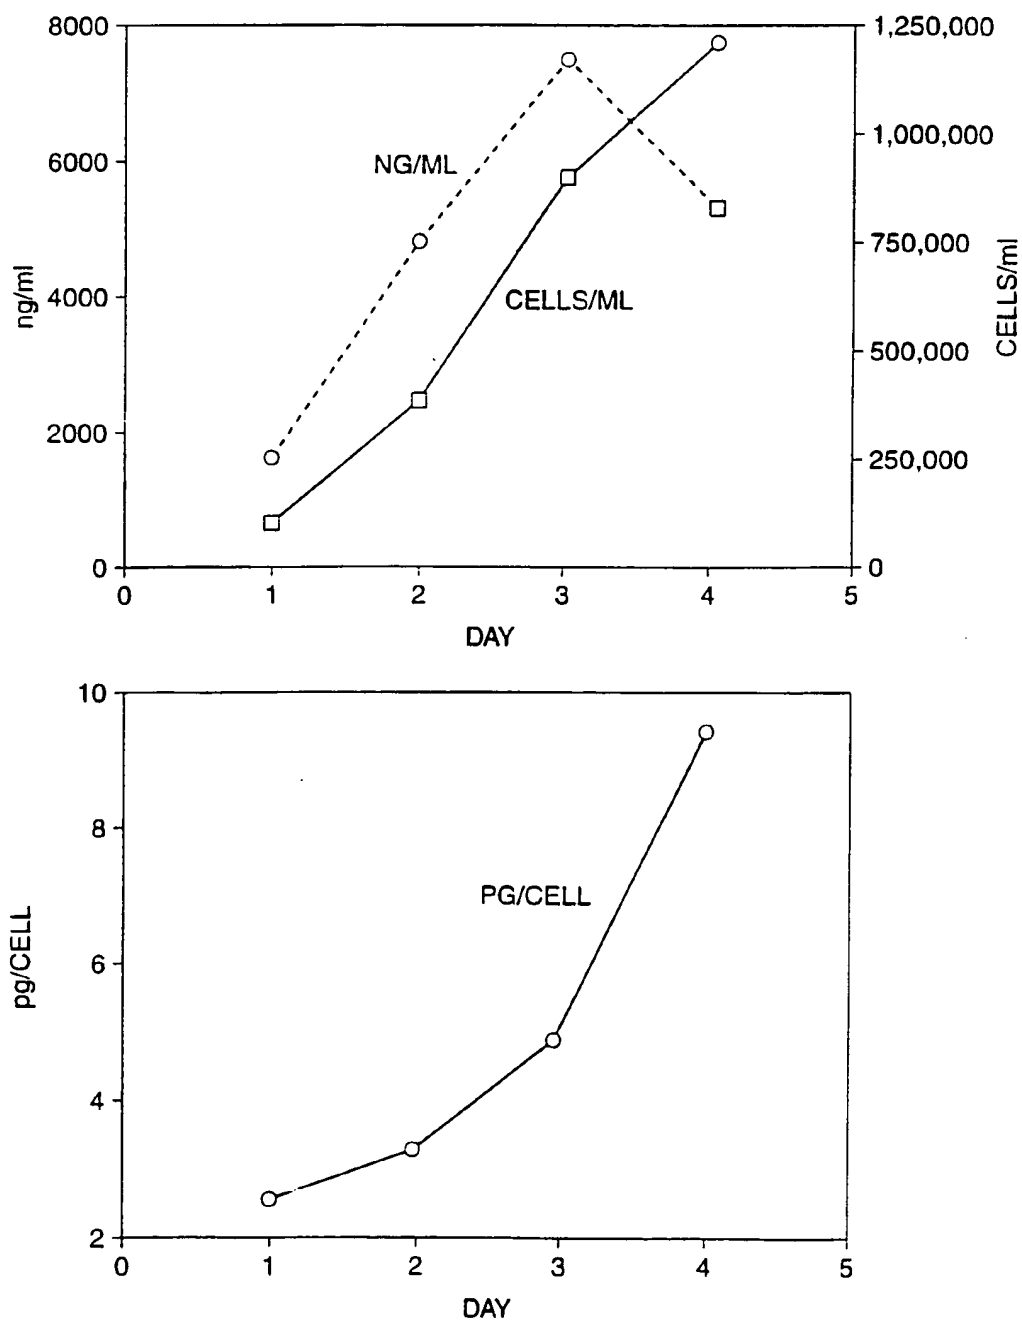 8000
6000
4000
2000
0
ng/ml
1,250,000
1,000,000
750,000
500,000
250,000
0
CELLS/ml
NG/ML
CELLS/ML
0 1 2 3 4 5
DAY
10
8
6
4
2
pg/CELL
PG/CELL
0 1 2 3 4 5
DAY